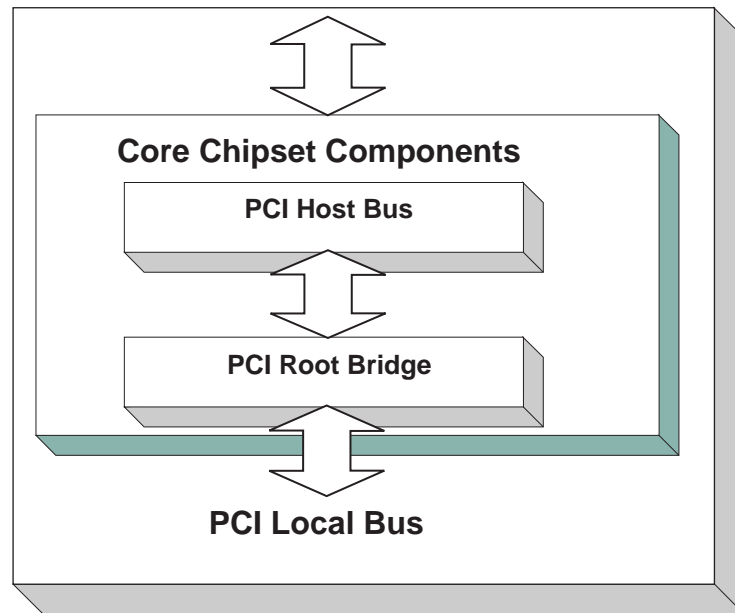 Core Chipset Components
PCI Host Bus
PCI Root Bridge
PCI Local Bus